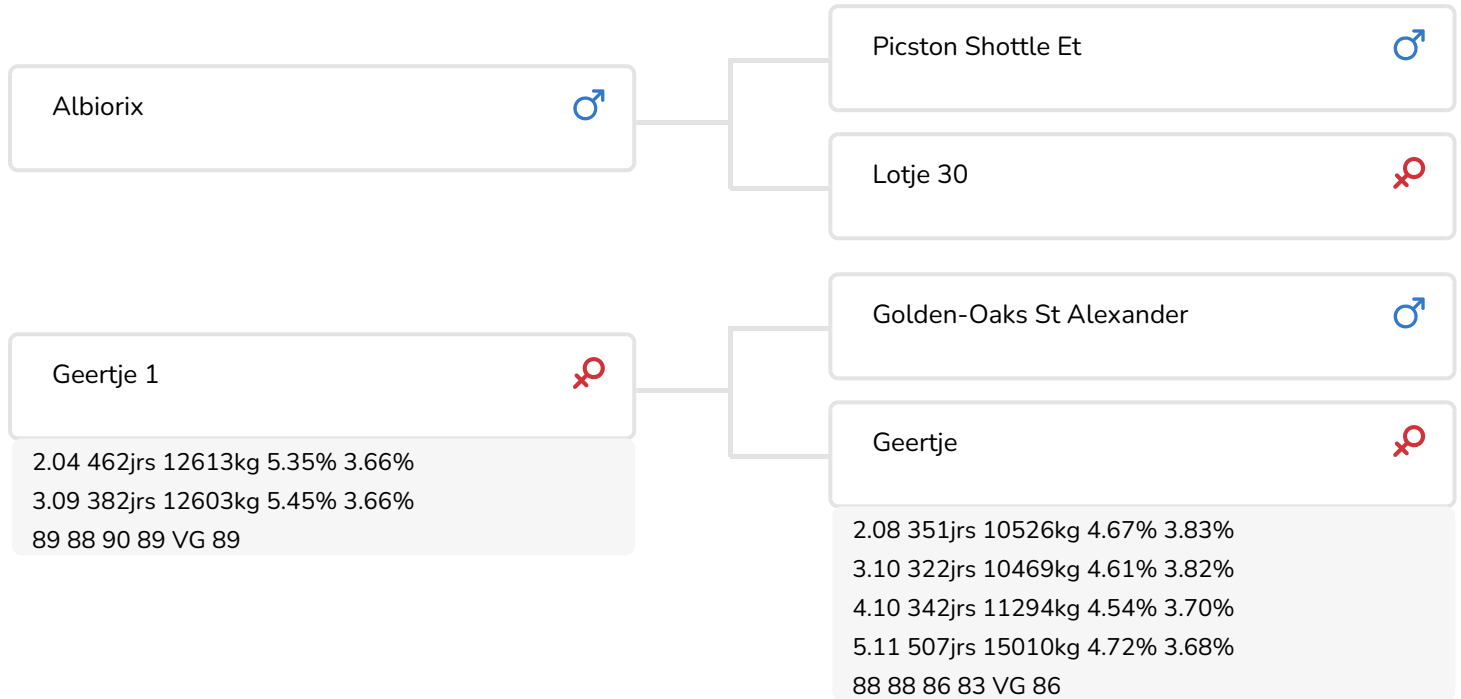 Albiorix
Picston Shottle Et
Lotje 30
Geertje 1
2.04 462jrs 12613kg 5.35% 3.66%
3.09 382jrs 12603kg 5.45% 3.66%
89 88 90 89 VG 89
Golden-Oaks St Alexander
Geertje
2.08 351jrs 10526kg 4.67% 3.83%
3.10 322jrs 10469kg 4.61% 3.82%
4.10 342jrs 11294kg 4.54% 3.70%
5.11 507jrs 15010kg 4.72% 3.68%
88 88 86 83 VG 86